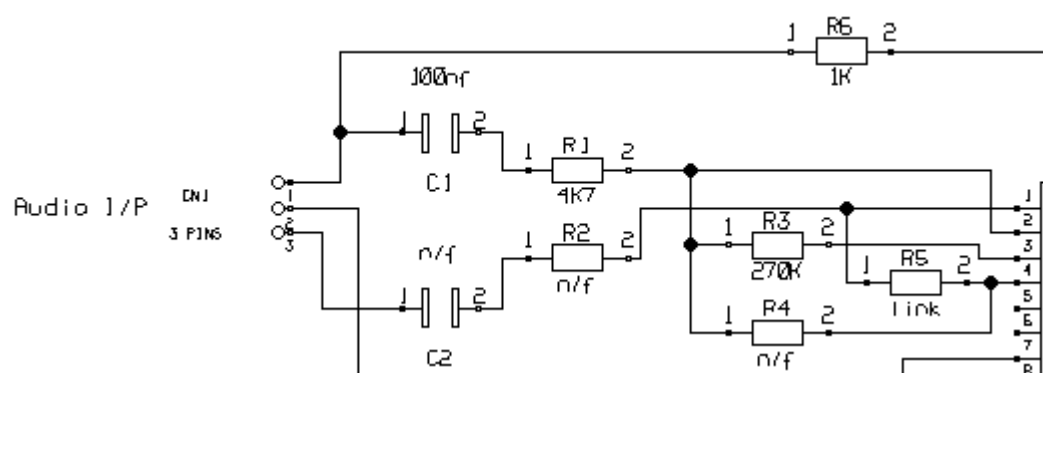 1 R6 2
1K
100nf
1 2
C1
1 R1 2
4K7
Audio I/P
CN1
3 PINS
1
2
3
n/f
1 2
C2
1 R2 2
n/f
1 R3 2
270K
1 R4 2
n/f
1 R5 2
link
1
2
3
4
5
6
7
8